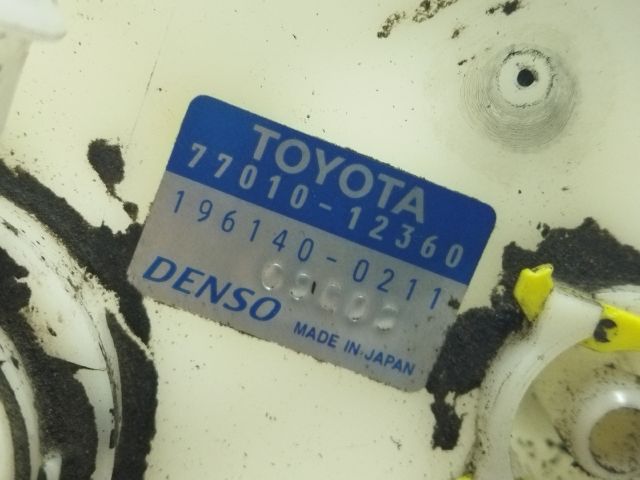 TOYOTA
77010-12360
196140-0211
DENSO
MADE IN JAPAN